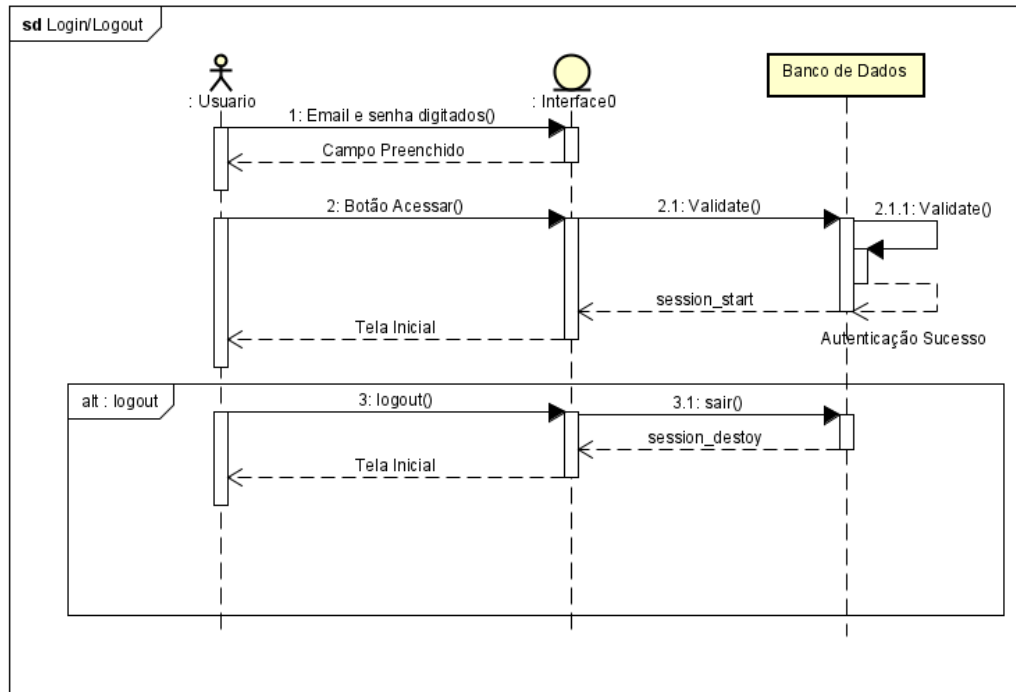 sd Login/Logout
Banco de Dados
: Usuario
: Interface0
1: Email e senha digitados()
Campo Preenchido
2: Botão Acessar()
2.1: Validate()
2.1.1: Validate()
session_start
Tela Inicial
Autenticação Sucesso
alt : logout
3: logout()
3.1: sair()
session_destoy
Tela Inicial